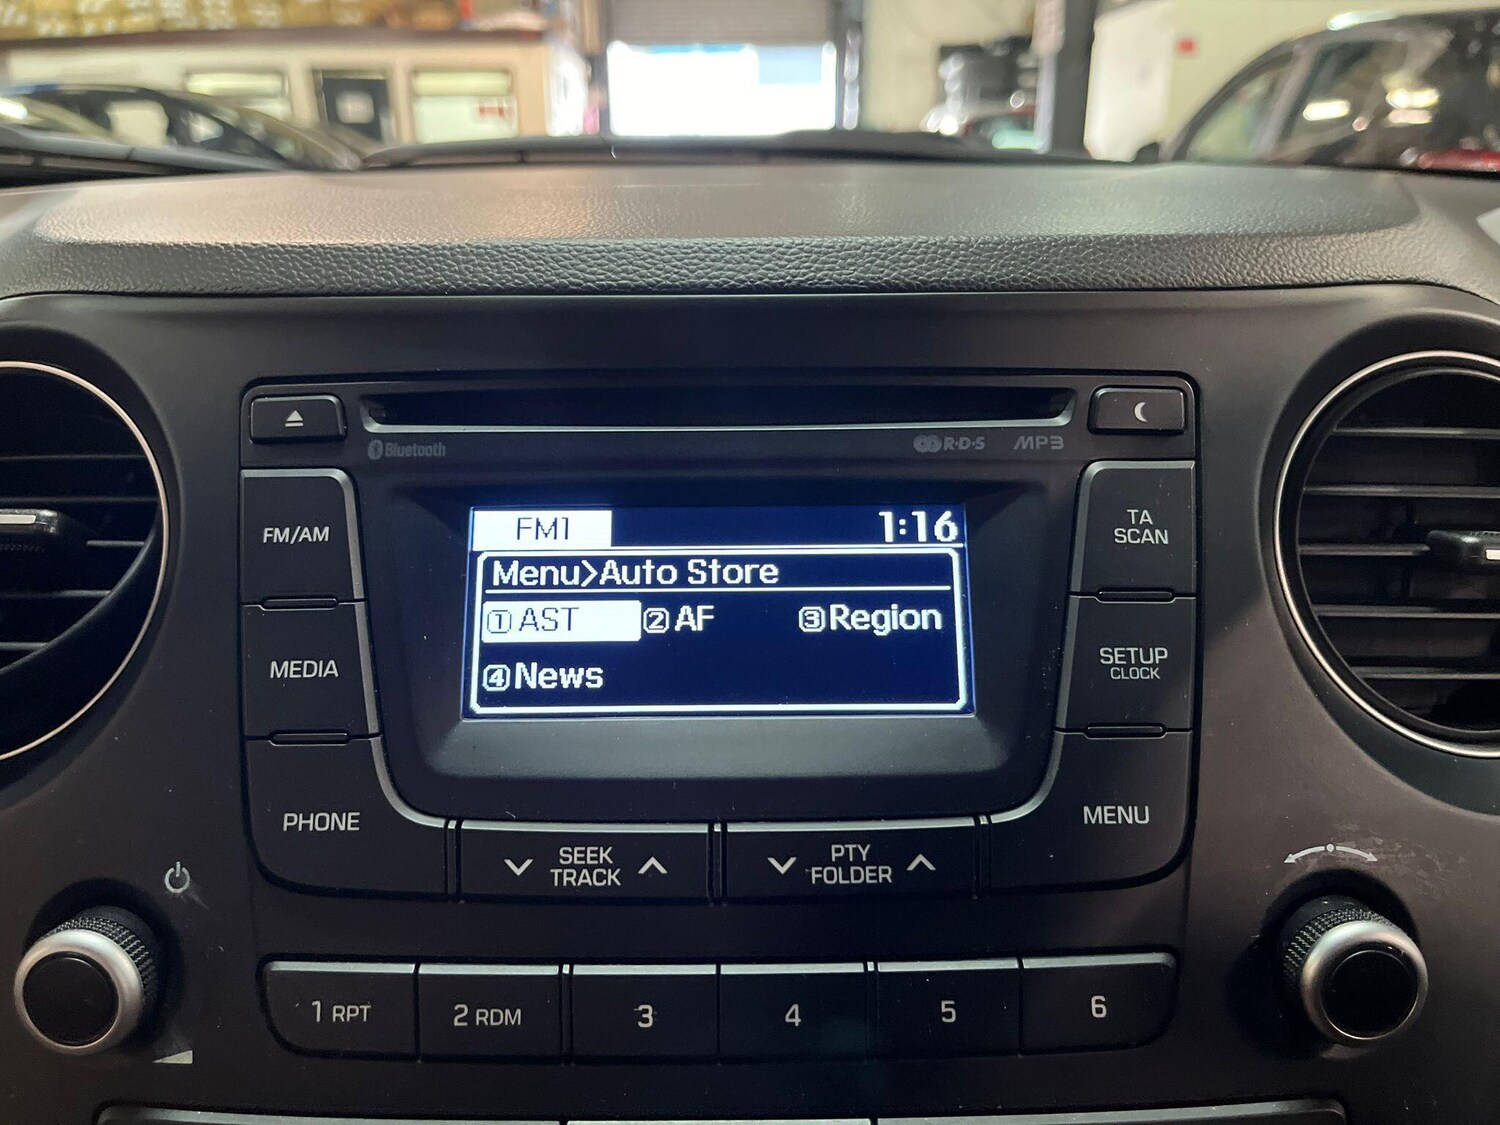 Bluetooth
R·D·S
MP3
FM/AM
MEDIA
PHONE
FM1
1:16
Menu>Auto Store
① AST
② AF
③ Region
④ News
TA
SCAN
SETUP
CLOCK
MENU
SEEK
TRACK
PTY
FOLDER
1 RPT
2 RDM
3
4
5
6